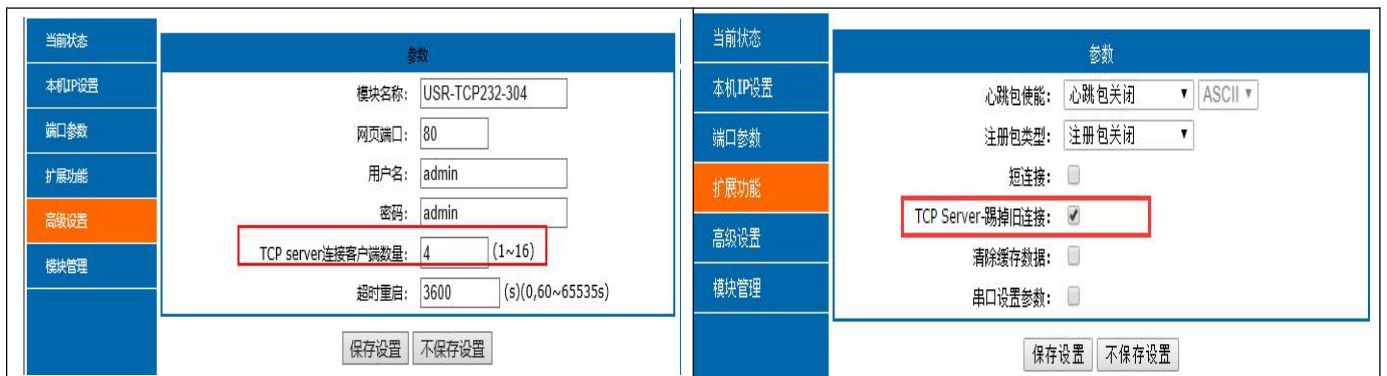 当前状态
本机IP设置
端口参数
扩展功能
高级设置
模块管理
参数
模块名称: USR-TCP232-304
网页端口: 80
用户名: admin
密码: admin
TCP server连接客户端数量: 4 (1~16)
超时重启: 3600 (s)(0,60~65535s)
保存设置 不保存设置
当前状态
本机IP设置
端口参数
扩展功能
高级设置
模块管理
参数
心跳包使能: 心跳包关闭 ASCII
注册包类型: 注册包关闭
短连接:
TCP Server-踢掉旧连接:
清除缓存数据:
串口设置参数:
保存设置 不保存设置